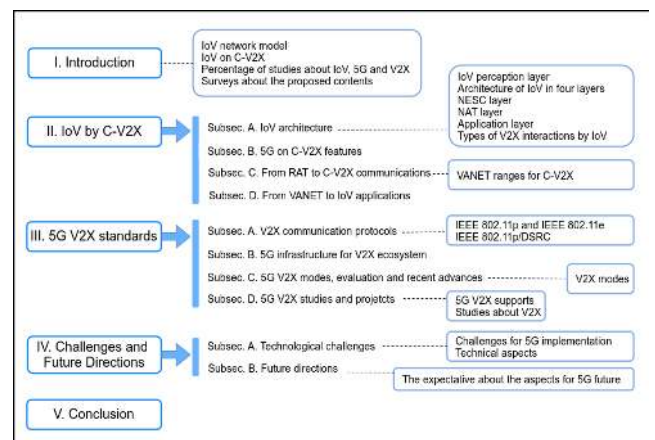 I. Introduction
IoV network model
IoV on C-V2X
Percentage of studies about IoV, 5G and V2X
Surveys about the proposed contents
II. IoV by C-V2X
Subsec. A. IoV architecture
IoV perception layer
Architecture of IoV in four layers
NESC layer
NAT layer
Application layer
Types of V2X interactions by IoV
Subsec. B. 5G on C-V2X features
Subsec. C. From RAT to C-V2X communications
VANET ranges for C-V2X
Subsec. D. From VANET to IoV applications
III. 5G V2X standards
Subsec. A. V2X communication protocols
IEEE 802.11p and IEEE 802.11e
IEEE 802.11p/DSRC
Subsec. B. 5G infrastructure for V2X ecosystem
Subsec. C. 5G V2X modes, evaluation and recent advances
V2X modes
Subsec. D. 5G V2X studies and projetcts
5G V2X supports
Studies about V2X
IV. Challenges and
Future Directions
Subsec. A. Technological challenges
Challenges for 5G implementation
Technical aspects
Subsec. B. Future directions
The expectative about the aspects for 5G future
V. Conclusion